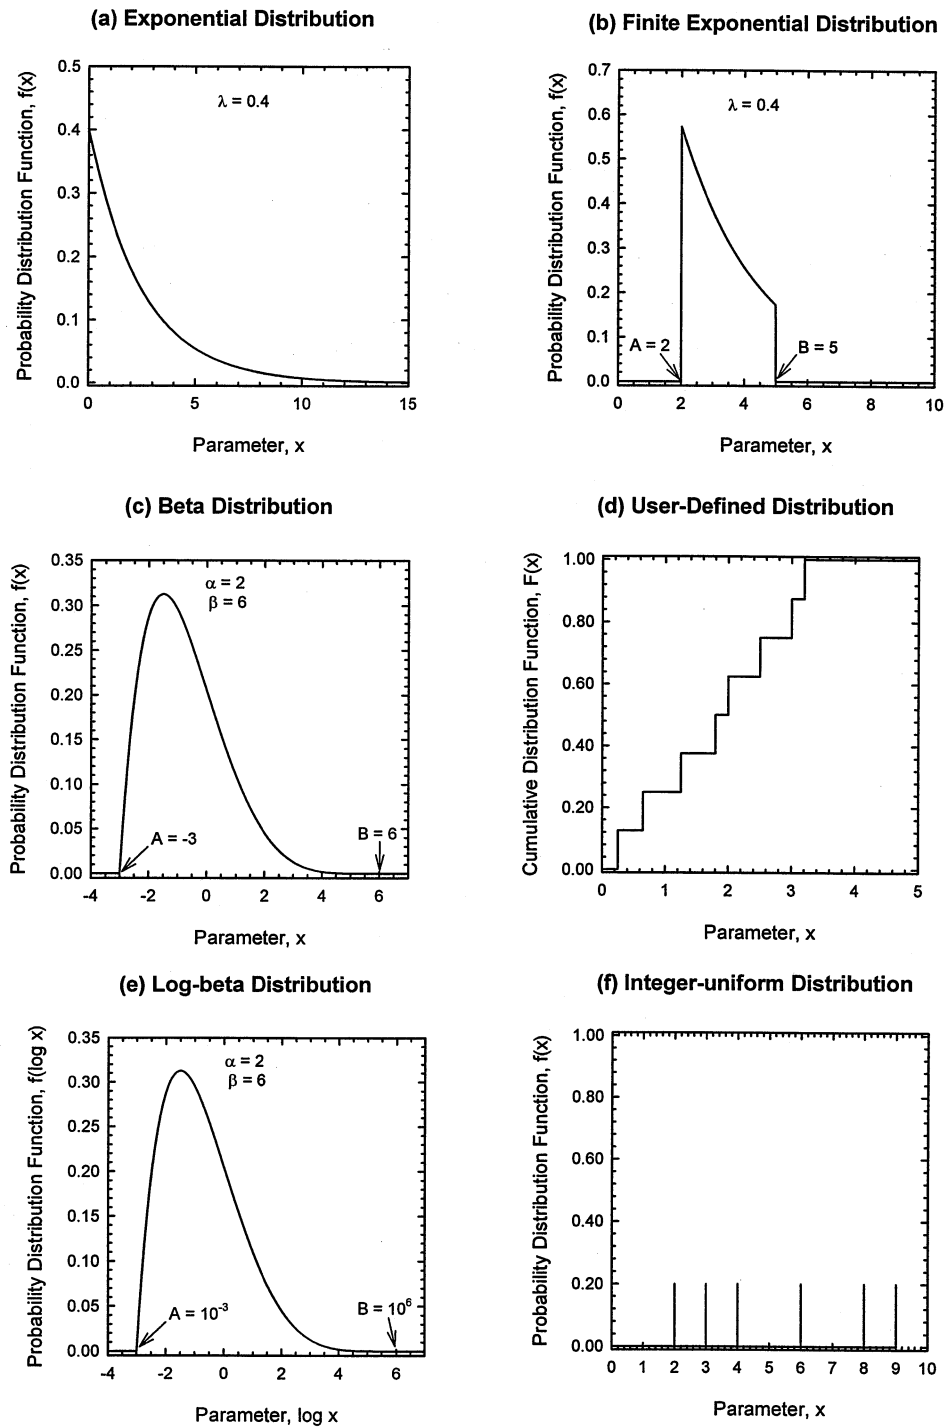 (a) Exponential Distribution
Probability Distribution Function, f(x)
0.5
0.4
0.3
0.2
0.1
0.0
λ = 0.4
0 5 10 15
Parameter, x
(b) Finite Exponential Distribution
Probability Distribution Function, f(x)
0.7
0.6
0.5
0.4
0.3
0.2
0.1
0.0
λ = 0.4
A = 2
B = 5
0 2 4 6 8 10
Parameter, x
(c) Beta Distribution
Probability Distribution Function, f(x)
0.35
0.30
0.25
0.20
0.15
0.10
0.05
0.00
α = 2
β = 6
A = -3
B = 6
-4 -2 0 2 4 6
Parameter, x
(d) User-Defined Distribution
Cumulative Distribution Function, F(x)
1.00
0.80
0.60
0.40
0.20
0.00
0 1 2 3 4 5
Parameter, x
(e) Log-beta Distribution
Probability Distribution Function, f(log x)
0.35
0.30
0.25
0.20
0.15
0.10
0.05
0.00
α = 2
β = 6
A = 10⁻³
B = 10⁶
-4 -2 0 2 4 6
Parameter, log x
(f) Integer-uniform Distribution
Probability Distribution Function, f(x)
1.00
0.80
0.60
0.40
0.20
0.00
0 1 2 3 4 5 6 7 8 9 10
Parameter, x